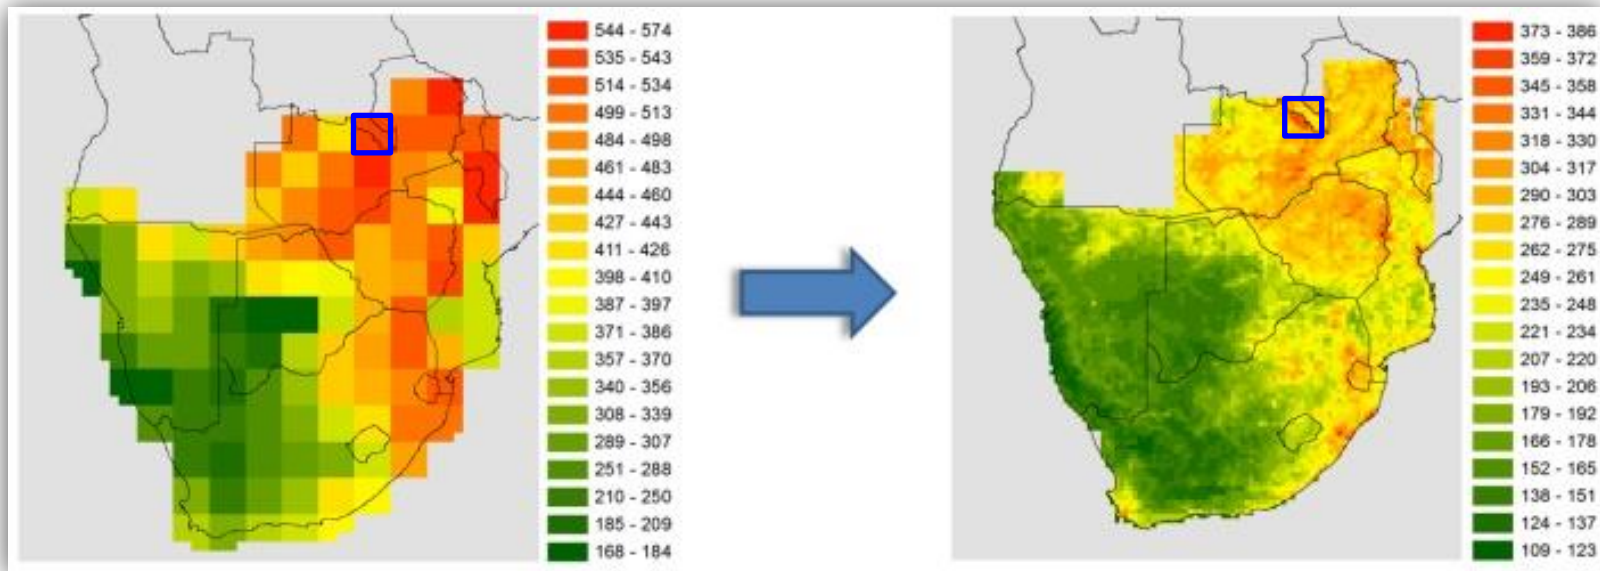 544 - 574
535 - 543
514 - 534
499 - 513
484 - 498
461 - 483
444 - 460
427 - 443
411 - 426
398 - 410
387 - 397
371 - 386
357 - 370
340 - 356
308 - 339
289 - 307
251 - 288
210 - 250
185 - 209
168 - 184
373 - 386
359 - 372
345 - 358
331 - 344
318 - 330
304 - 317
290 - 303
276 - 289
262 - 275
249 - 261
235 - 248
221 - 234
207 - 220
193 - 206
179 - 192
166 - 178
152 - 165
138 - 151
124 - 137
109 - 123